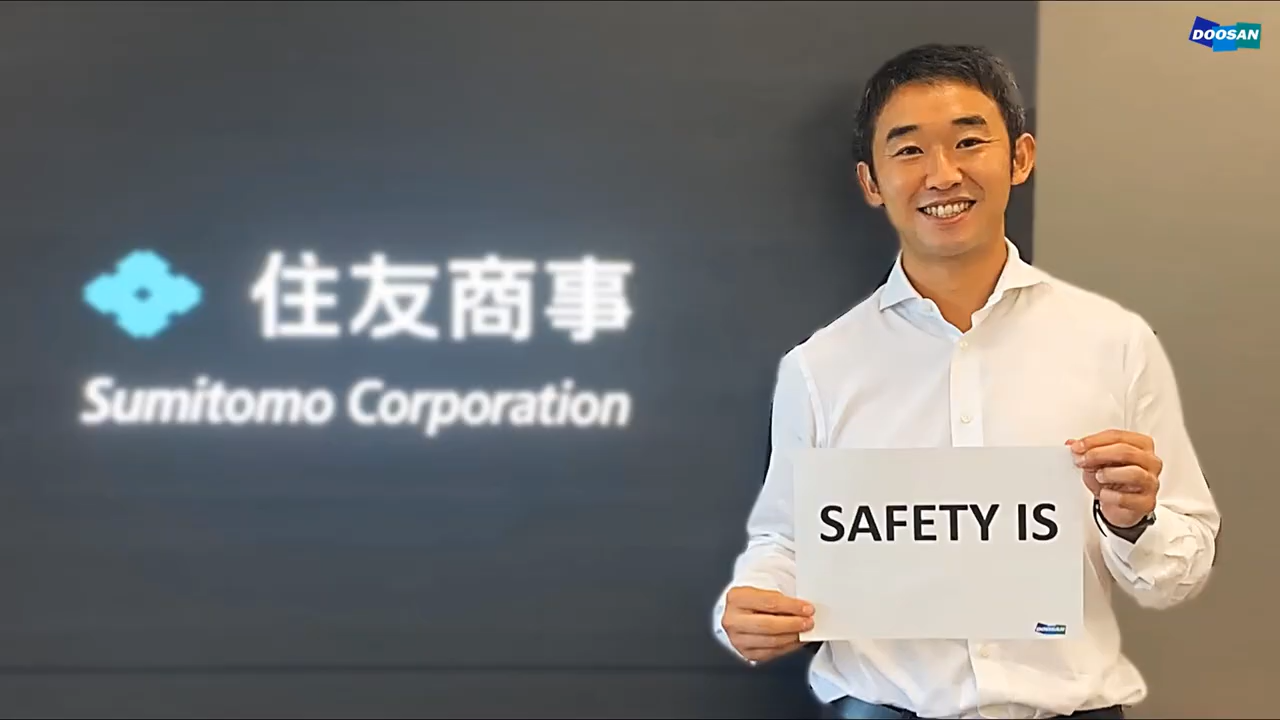 DOOSAN
住友商事
Sumitomo Corporation
SAFETY IS
DOOSAN